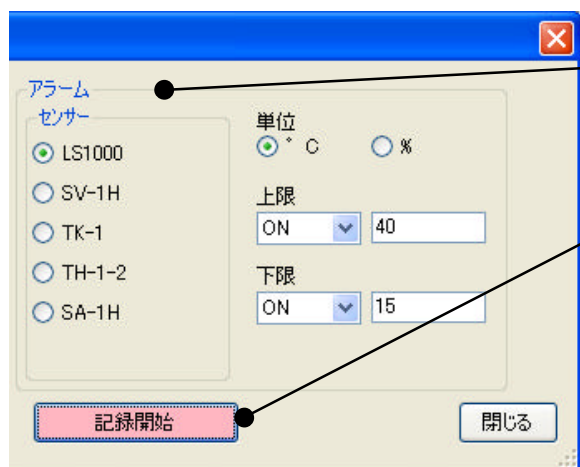 アラーム
センサー
LS1000
SV-1H
TK-1
TH-1-2
SA-1H
単位
° C
%
上限
ON
40
下限
ON
15
記録開始
閉じる